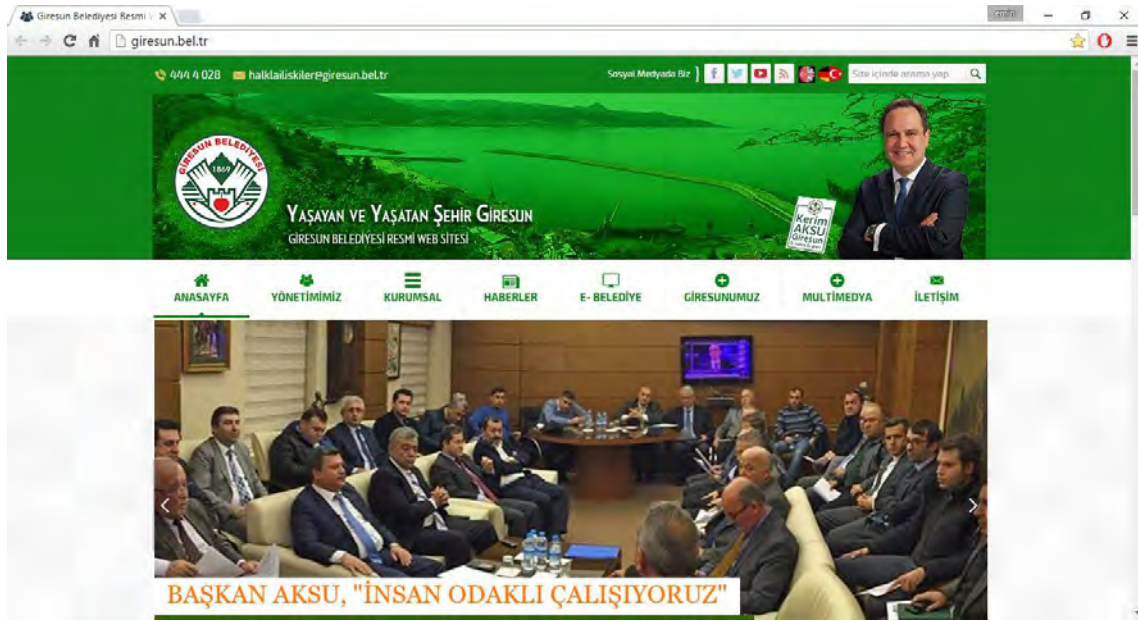 Giresun Belediyesi Resmi
emin
giresun.bel.tr
444 4 028
halklailiskiler@giresun.bel.tr
Sosyal Medyada Biz
Site içinde arama yap
GİRESUN BELEDİYESİ
1869
YAŞAYAN VE YAŞATAN ŞEHİR GİRESUN
GİRESUN BELEDİYESİ RESMİ WEB SİTESİ
Kerim
AKSU
Giresun
ANASAYFA
YÖNETİMİMİZ
KURUMSAL
HABERLER
E- BELEDİYE
GİRESUNUMUZ
MULTİMEDYA
İLETİŞİM
BAŞKAN AKSU, "İNSAN ODAKLI ÇALIŞIYORUZ"